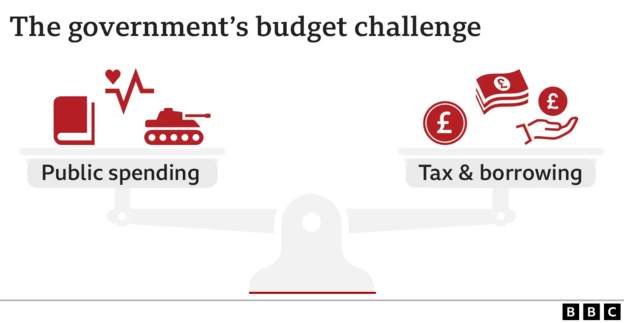 The government's budget challenge
£
£
£
Public spending
Tax & borrowing
BBC